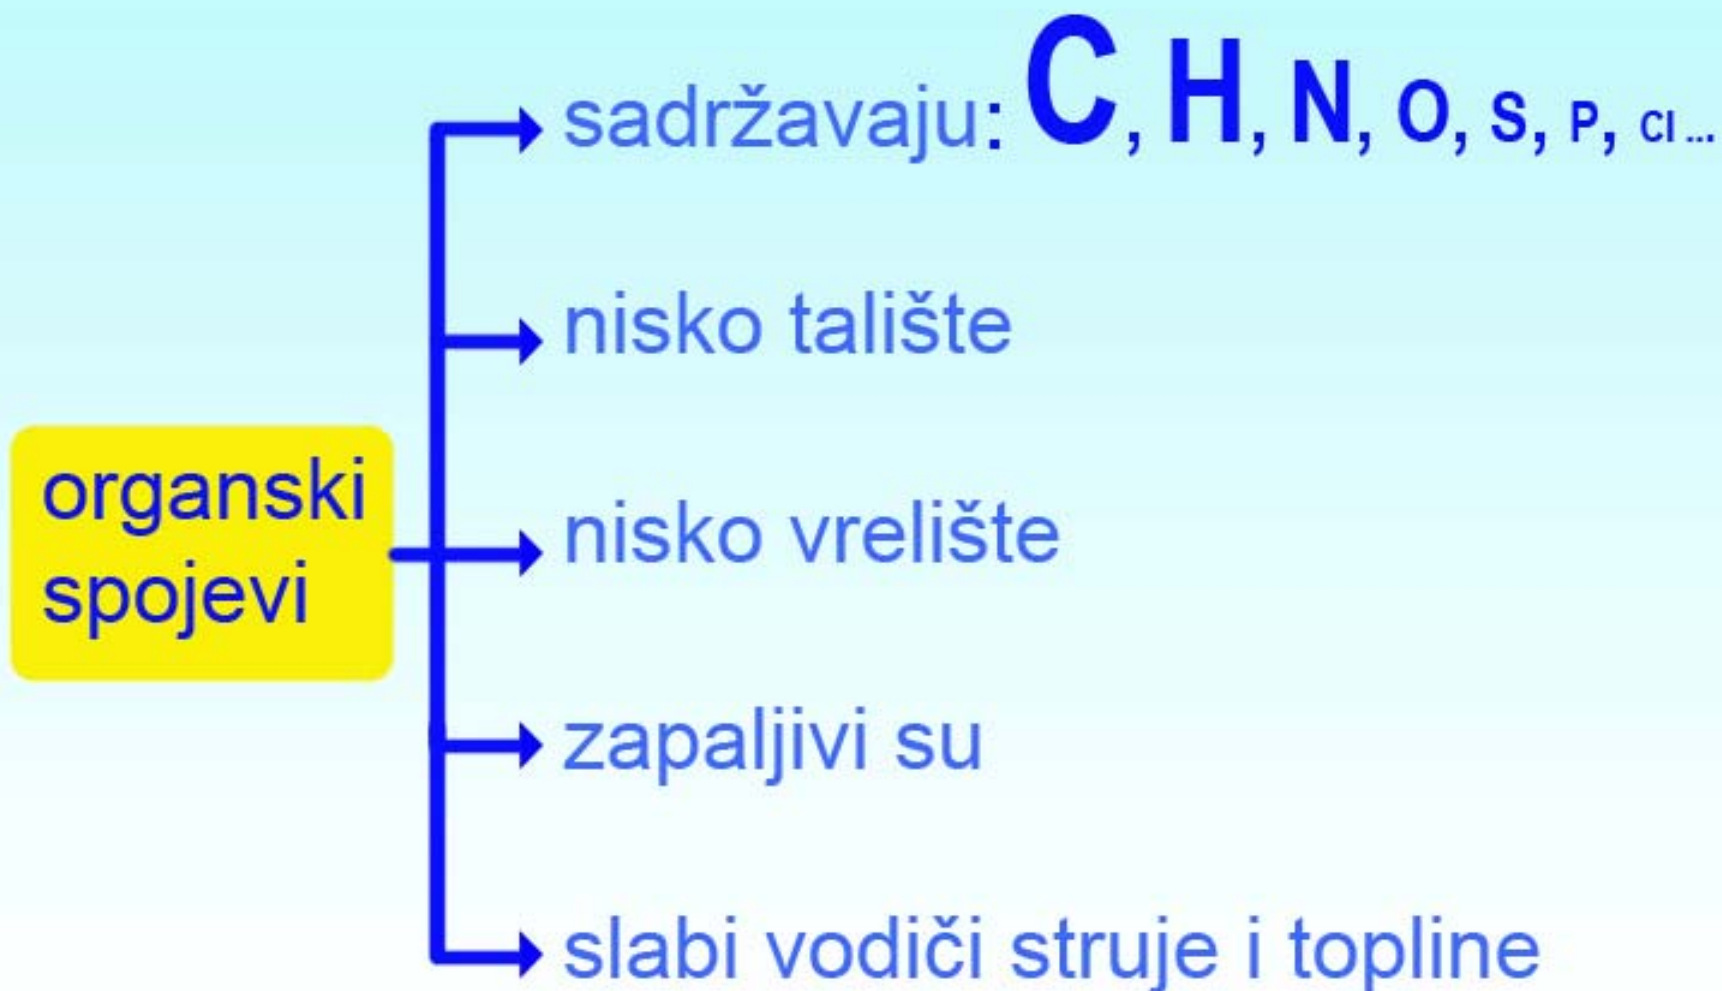 sadržavaju: C, H, N, O, S, P, Cl ...
nisko talište
organski
spojevi
nisko vrelište
zapaljivi su
slabi vodiči struje i topline